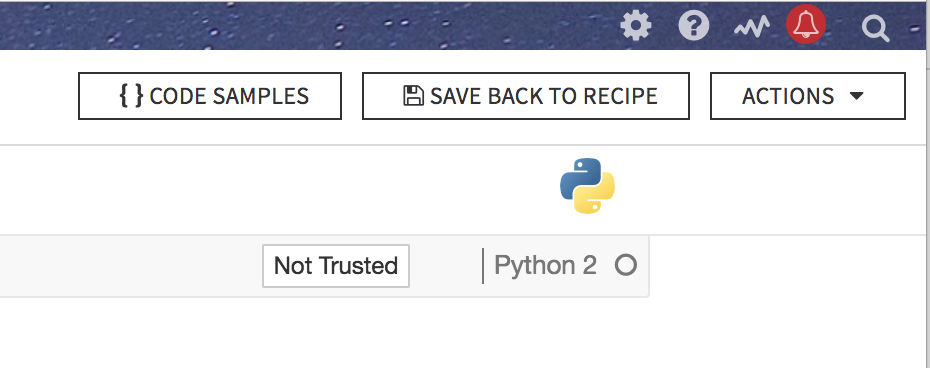 { } CODE SAMPLES SAVE BACK TO RECIPE ACTIONS
Not Trusted Python 2